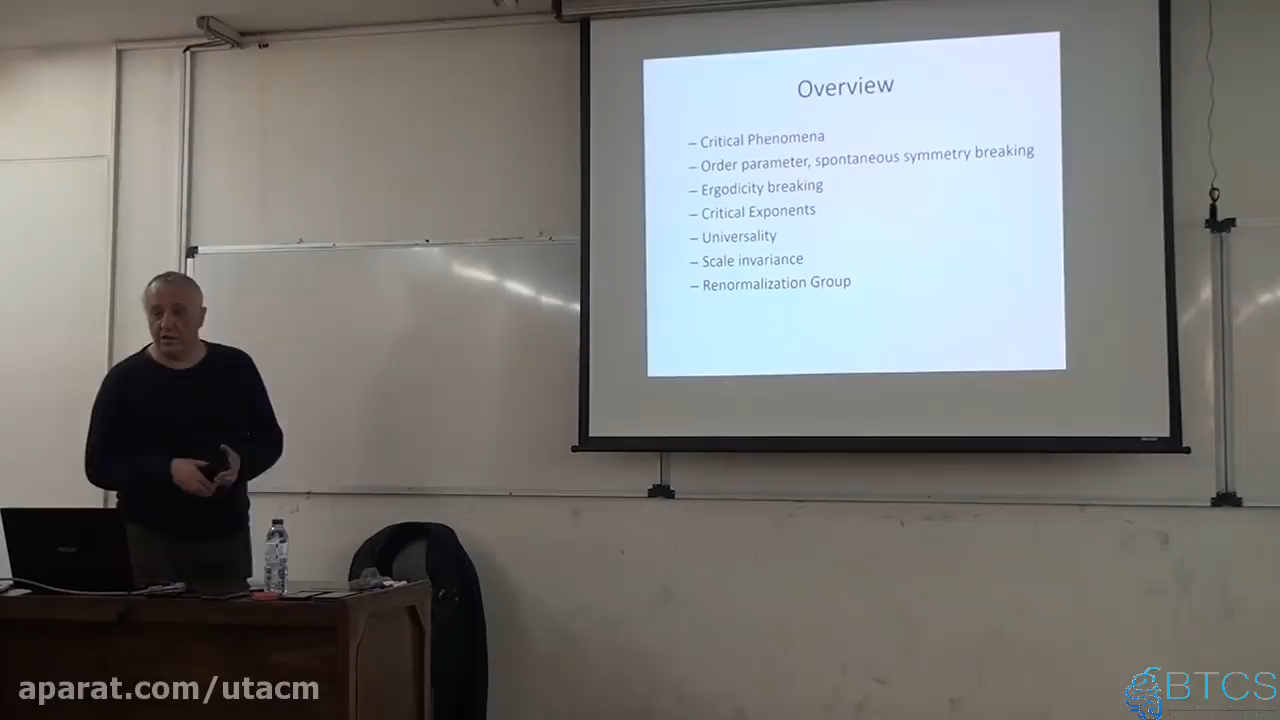 Overview
– Critical Phenomena
– Order parameter, spontaneous symmetry breaking
– Ergodicity breaking
– Critical Exponents
– Universality
– Scale invariance
– Renormalization Group
aparat.com/utacm
BTCS